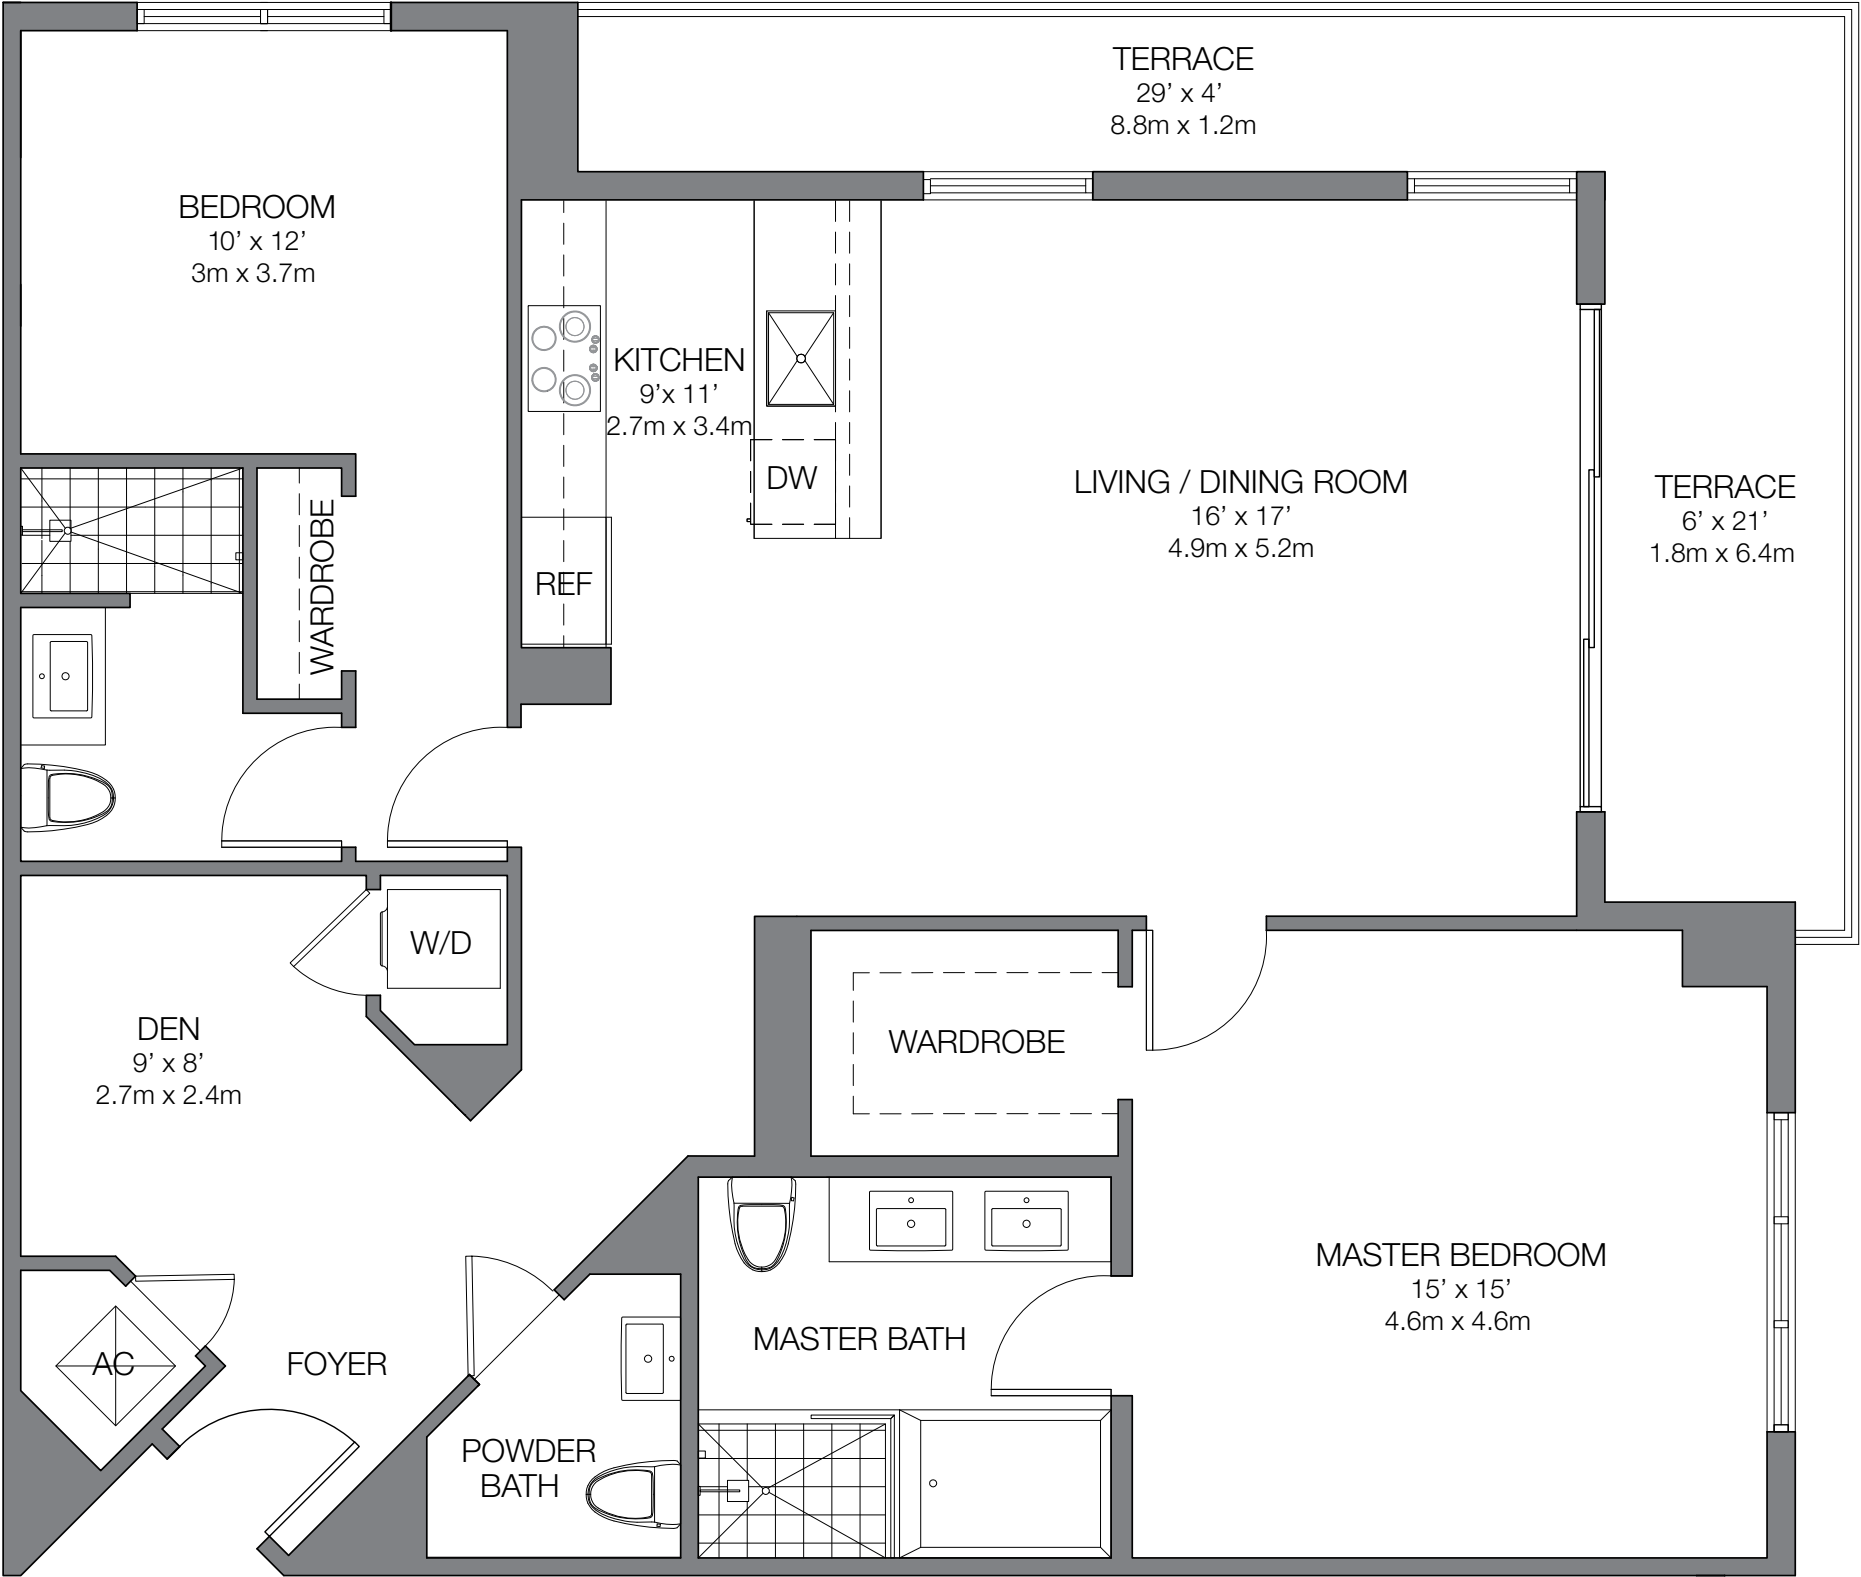 TERRACE
29’ x 4’
8.8m x 1.2m
BEDROOM
10’ x 12’
3m x 3.7m
KITCHEN
9’x 11’
2.7m x 3.4m
DW
REF
WARDROBE
LIVING / DINING ROOM
16’ x 17’
4.9m x 5.2m
TERRACE
6’ x 21’
1.8m x 6.4m
W/D
DEN
9’ x 8’
2.7m x 2.4m
WARDROBE
MASTER BEDROOM
15’ x 15’
4.6m x 4.6m
MASTER BATH
AC
FOYER
POWDER
BATH